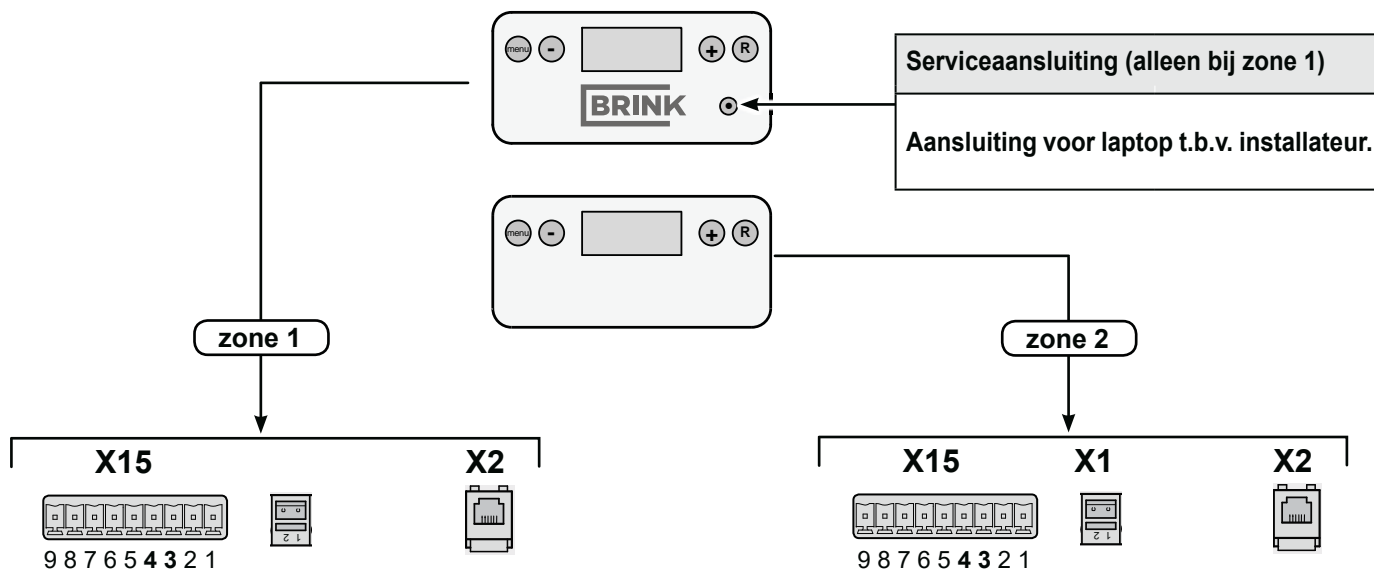 menu - + R
BRINK
Serviceaansluiting (alleen bij zone 1)
Aansluiting voor laptop t.b.v. installateur.
menu - + R
zone 1
zone 2
X15 X2
1 2
9 8 7 6 5 4 3 2 1
X15 X1 X2
1 2
9 8 7 6 5 4 3 2 1